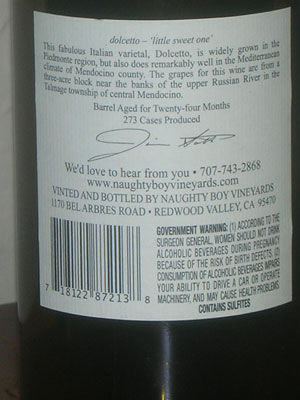 dolcetto – 'little sweet one'
This fabulous Italian varietal, Dolcetto, is widely grown in the
Piedmonte region, but also does remarkably well in the Mediterranean
climate of Mendocino county. The grapes for this wine are from a
three-acre block near the banks of the upper Russian River in the
Talmage township of central Mendocino.
Barrel Aged for Twenty-four Months
273 Cases Produced
We'd love to hear from you • 707-743-2868
www.naughtyboyvineyards.com
VINTED AND BOTTLED BY NAUGHTY BOY VINEYARDS
1170 BEL ARBRES ROAD • REDWOOD VALLEY, CA 95470
GOVERNMENT WARNING: (1) ACCORDING TO THE
SURGEON GENERAL, WOMEN SHOULD NOT DRINK
ALCOHOLIC BEVERAGES DURING PREGNANCY
BECAUSE OF THE RISK OF BIRTH DEFECTS. (2)
CONSUMPTION OF ALCOHOLIC BEVERAGES IMPAIRS
YOUR ABILITY TO DRIVE A CAR OR OPERATE
MACHINERY, AND MAY CAUSE HEALTH PROBLEMS.
CONTAINS SULFITES
7 18122 87213 8